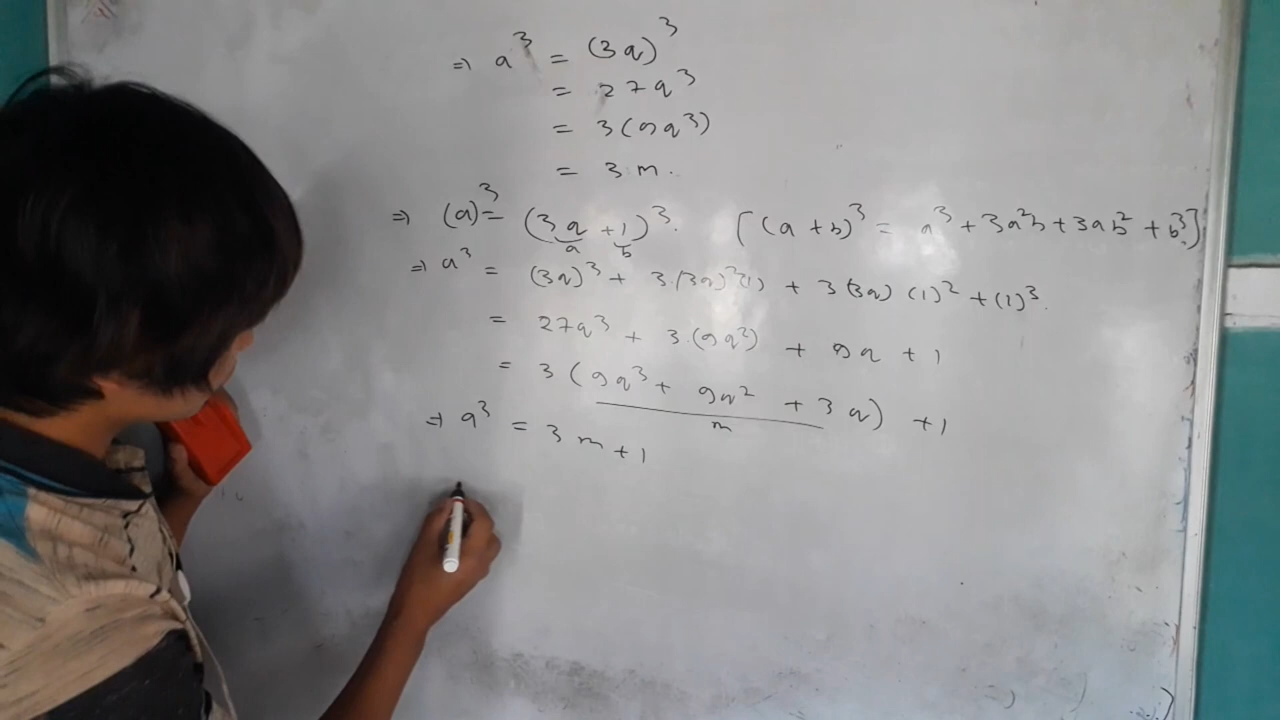 ⇒ a³ = (3q)³
= 27q³
= 3(9q³)
= 3m.
⇒ (a)³ = (3q + 1)³. [(a + b)³ = a³ + 3a²b + 3ab² + b³]
a b
⇒ a³ = (3q)³ + 3.(3q)²(1) + 3(3q) (1)² + (1)³.
= 27q³ + 3.(9q²) + 9q + 1
= 3 (9q³ + 9q² + 3q) + 1
m
⇒ a³ = 3m + 1